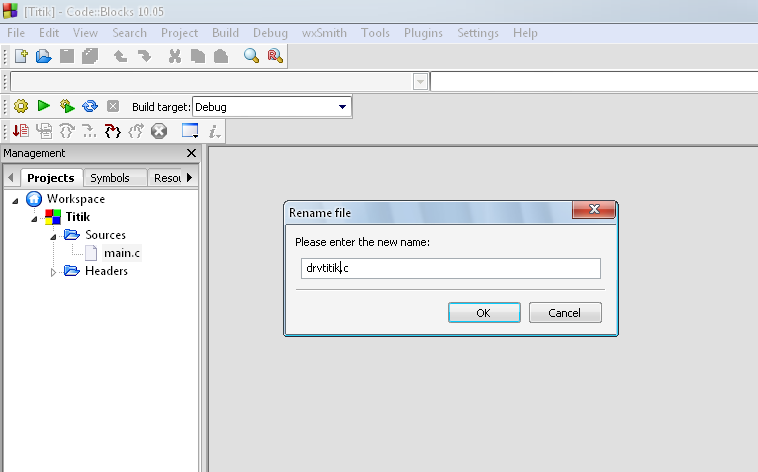 [Titik] - Code::Blocks 10.05
File Edit View Search Project Build Debug wxSmith Tools Plugins Settings Help
Build target: Debug
Management
Projects Symbols Resou
Workspace
Titik
Sources
main.c
Headers
Rename file
Please enter the new name:
drvtitik.c
OK Cancel